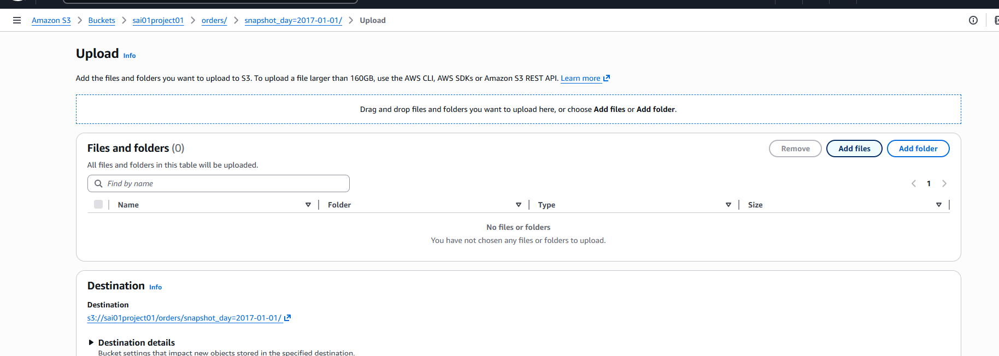 Amazon S3 > Buckets > sai01project01 > orders/ > snapshot_day=2017-01-01/ > Upload
Upload Info
Add the files and folders you want to upload to S3. To upload a file larger than 160GB, use the AWS CLI, AWS SDKs or Amazon S3 REST API. Learn more
Drag and drop files and folders you want to upload here, or choose Add files or Add folder.
Files and folders (0)
Remove Add files Add folder
All files and folders in this table will be uploaded.
Find by name
1
Name Folder Type Size
No files or folders
You have not chosen any files or folders to upload.
Destination Info
Destination
s3://sai01project01/orders/snapshot_day=2017-01-01/
Destination details
Bucket settings that impact new objects stored in the specified destination.